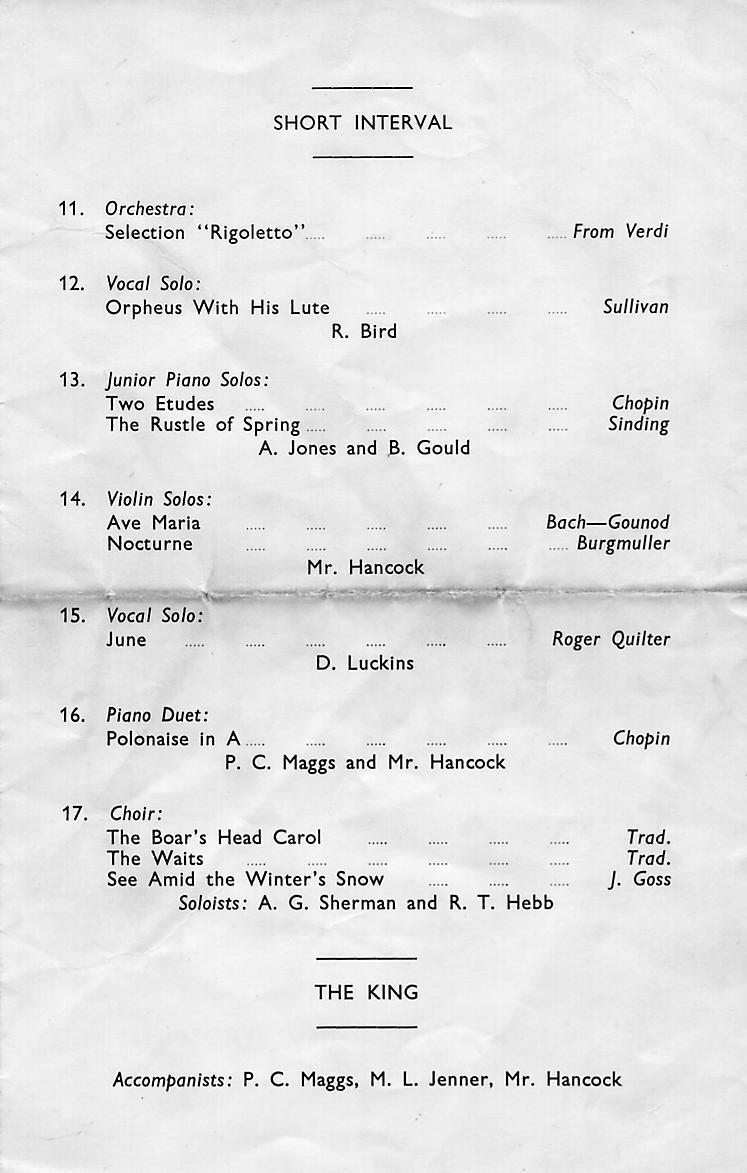 SHORT INTERVAL
11. Orchestra:
Selection “Rigoletto”..... ..... ..... ..... ..... From Verdi
12. Vocal Solo:
Orpheus With His Lute ..... ..... ..... ..... Sullivan
R. Bird
13. Junior Piano Solos:
Two Etudes ..... ..... ..... ..... ..... ..... Chopin
The Rustle of Spring ..... ..... ..... ..... ..... Sinding
A. Jones and B. Gould
14. Violin Solos:
Ave Maria ..... ..... ..... ..... ..... Bach—Gounod
Nocturne ..... ..... ..... ..... ..... ..... Burgmuller
Mr. Hancock
15. Vocal Solo:
June ..... ..... ..... ..... ..... ..... Roger Quilter
D. Luckins
16. Piano Duet:
Polonaise in A ..... ..... ..... ..... ..... ..... Chopin
P. C. Maggs and Mr. Hancock
17. Choir:
The Boar's Head Carol ..... ..... ..... ..... Trad.
The Waits ..... ..... ..... ..... ..... ..... Trad.
See Amid the Winter's Snow ..... ..... ..... J. Goss
Soloists: A. G. Sherman and R. T. Hebb
THE KING
Accompanists: P. C. Maggs, M. L. Jenner, Mr. Hancock